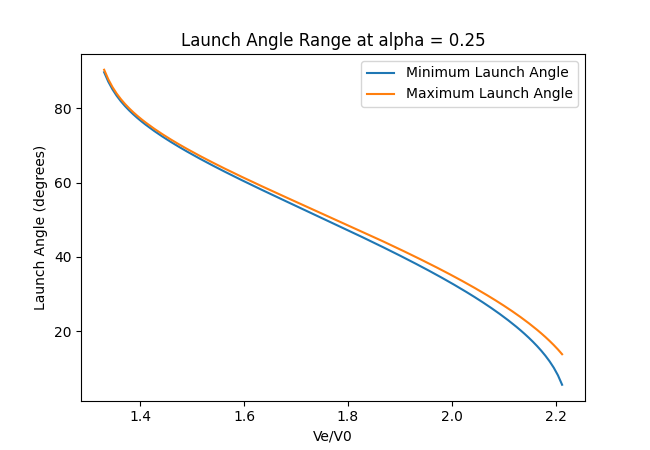 Launch Angle Range at alpha = 0.25
Minimum Launch Angle
Maximum Launch Angle
Launch Angle (degrees)
80
60
40
20
1.4
1.6
1.8
2.0
2.2
Ve/V0